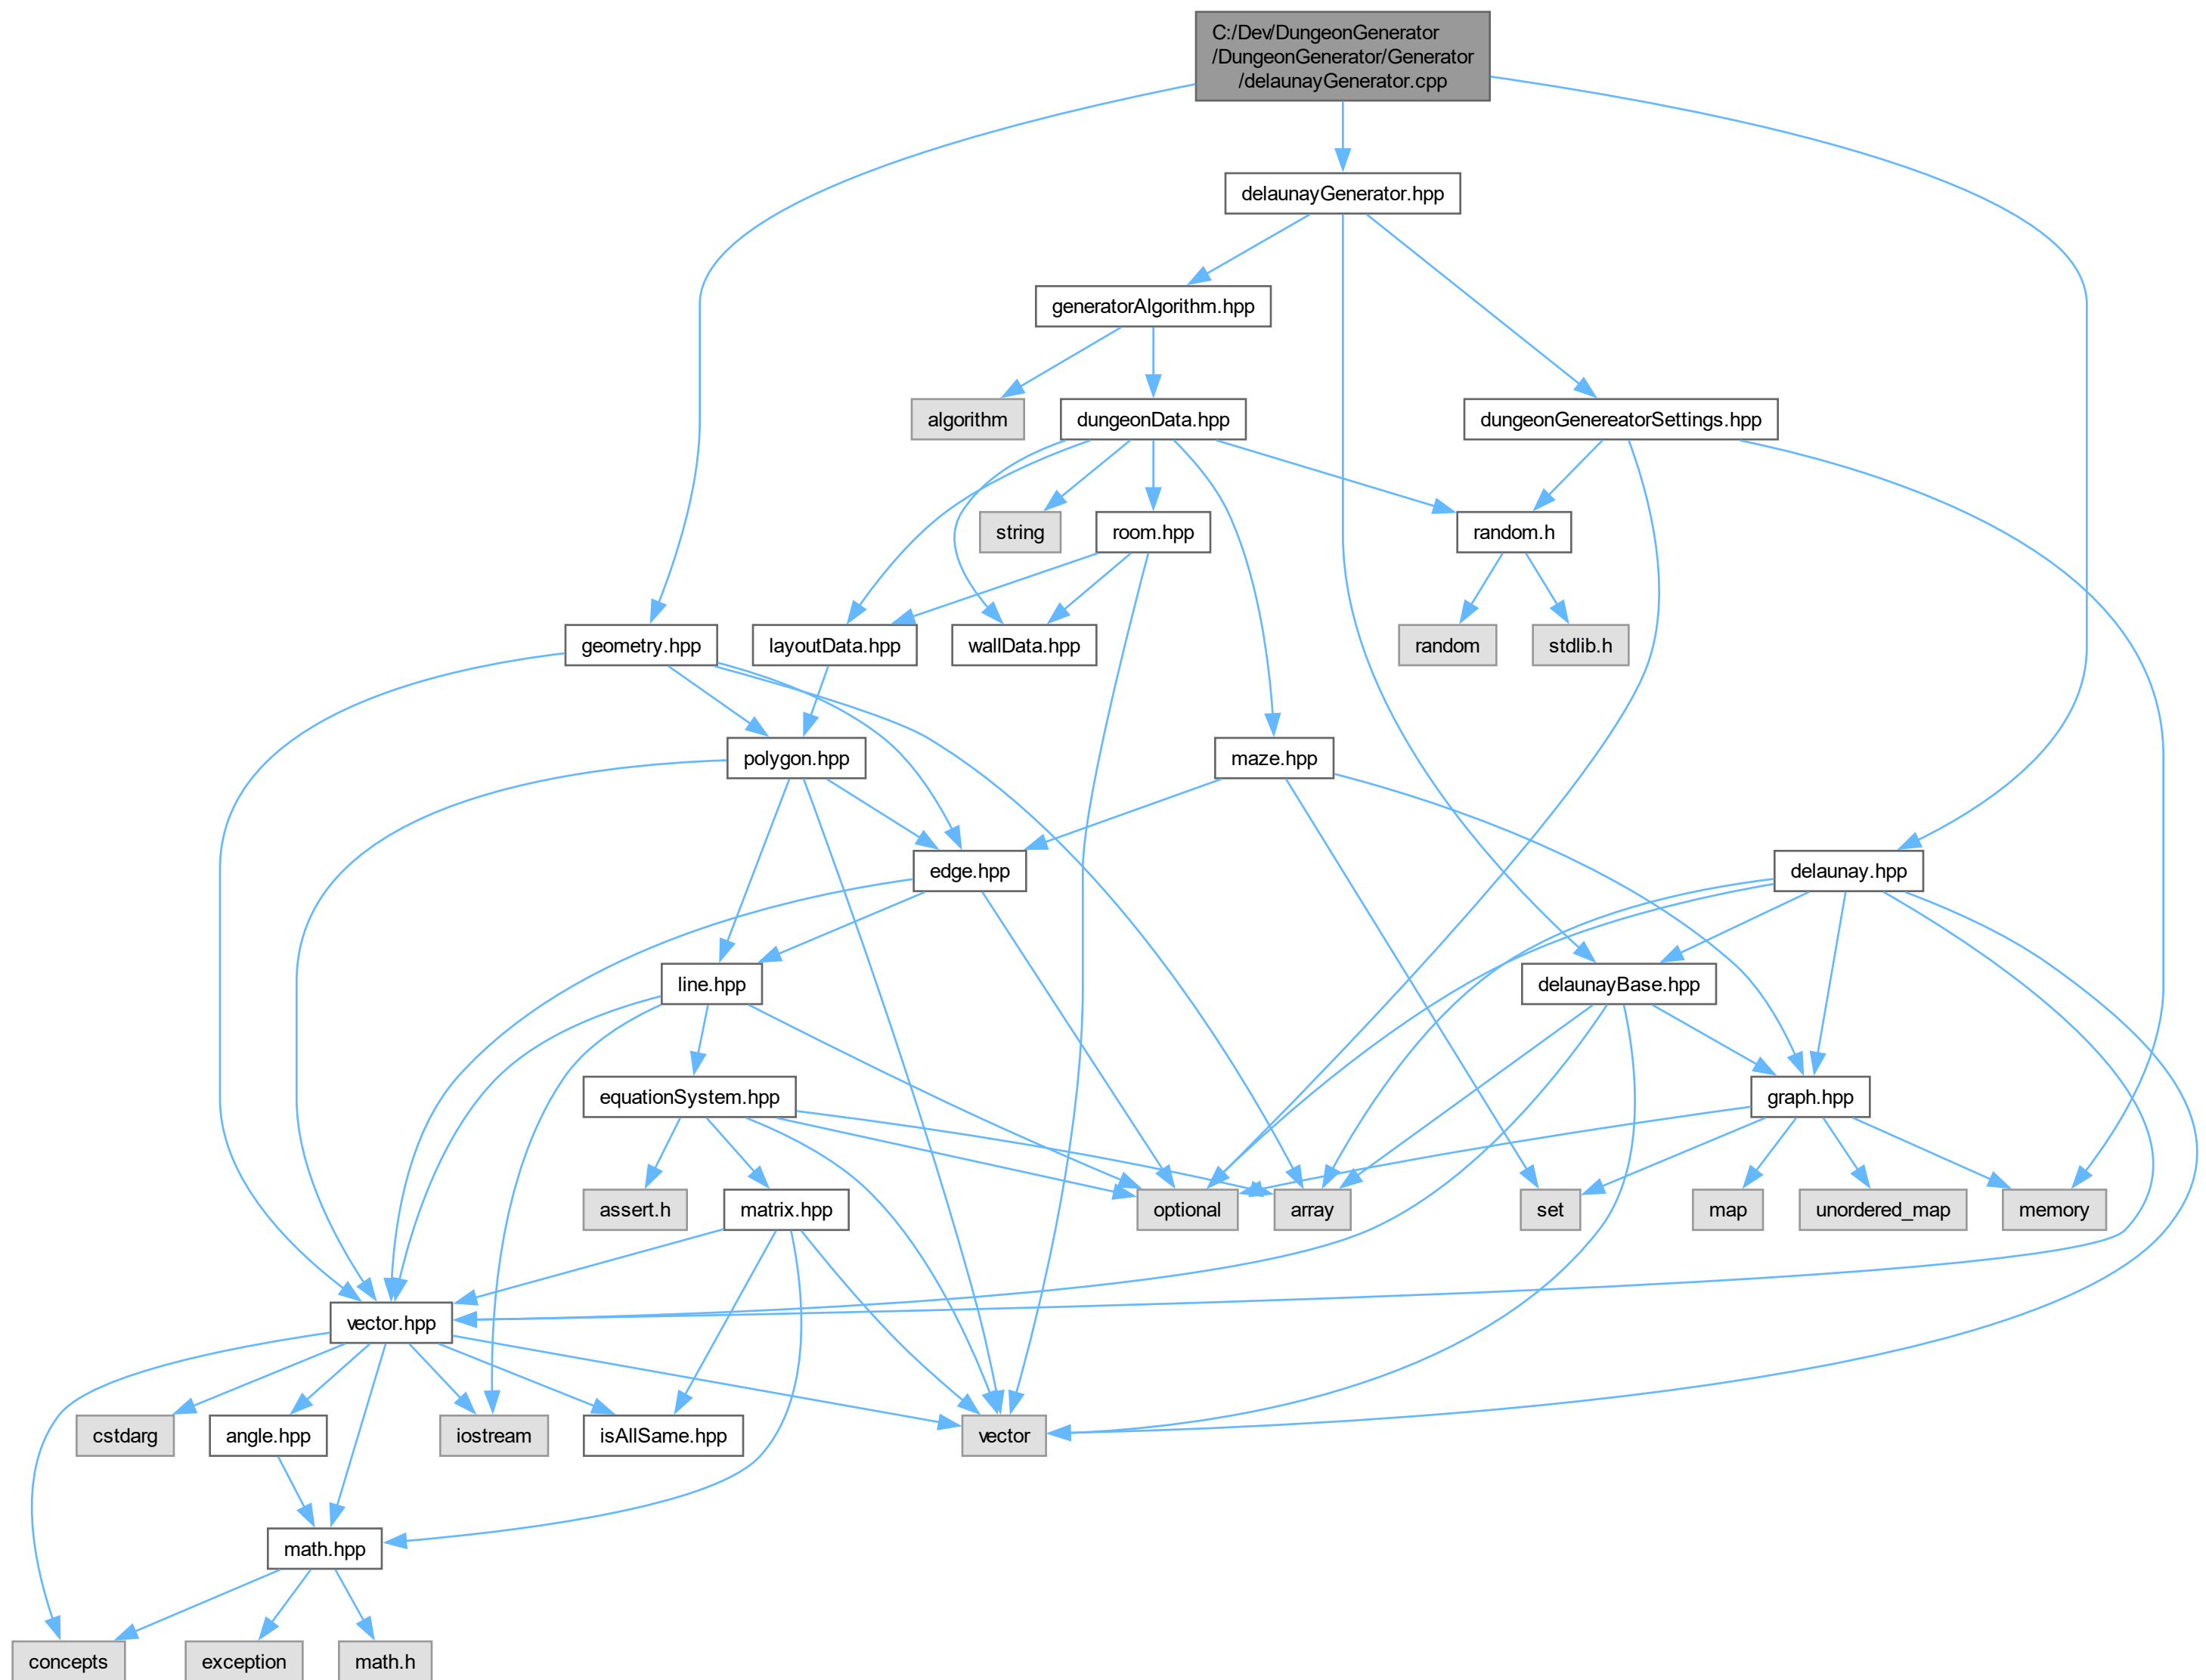 C:/Dev/DungeonGenerator
/DungeonGenerator/Generator
/delaunayGenerator.cpp
delaunayGenerator.hpp
generatorAlgorithm.hpp
algorithm
dungeonData.hpp
dungeonGenereatorSettings.hpp
string
room.hpp
random.h
geometry.hpp
layoutData.hpp
wallData.hpp
random
stdlib.h
polygon.hpp
maze.hpp
edge.hpp
delaunay.hpp
line.hpp
delaunayBase.hpp
equationSystem.hpp
graph.hpp
assert.h
matrix.hpp
optional
array
set
map
unordered_map
memory
vector.hpp
cstdarg
angle.hpp
iostream
isAllSame.hpp
vector
math.hpp
concepts
exception
math.h